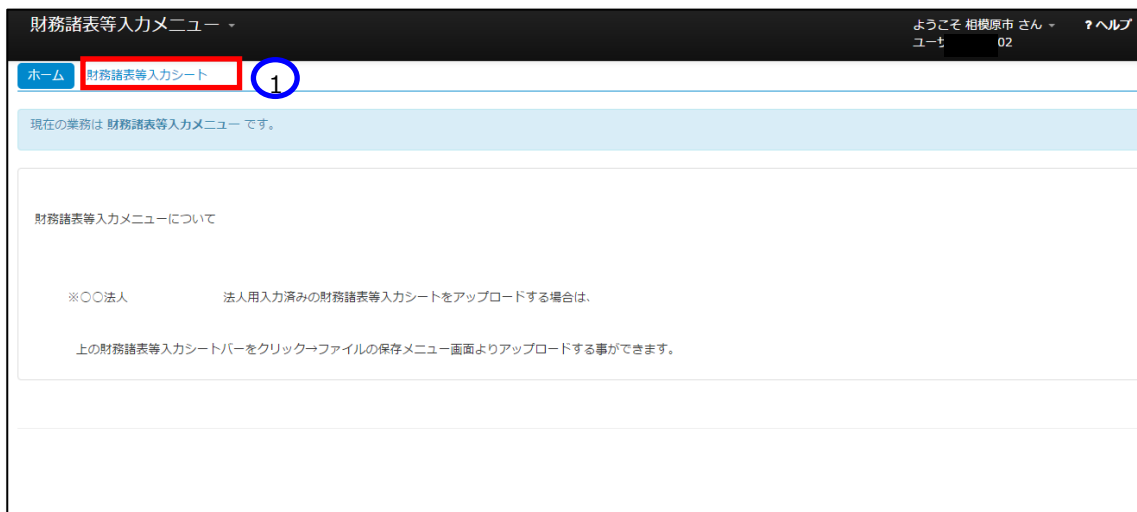 財務諸表等入力メニュー
ようこそ 相模原市 さん
?ヘルプ
ユーザ 02
ホーム 財務諸表等入力シート 1
現在の業務は 財務諸表等入力メニュー です。
財務諸表等入力メニューについて
※○○法人 法人用入力済みの財務諸表等入力シートをアップロードする場合は、
上の財務諸表等入力シートバーをクリック→ファイルの保存メニュー画面よりアップロードする事ができます。